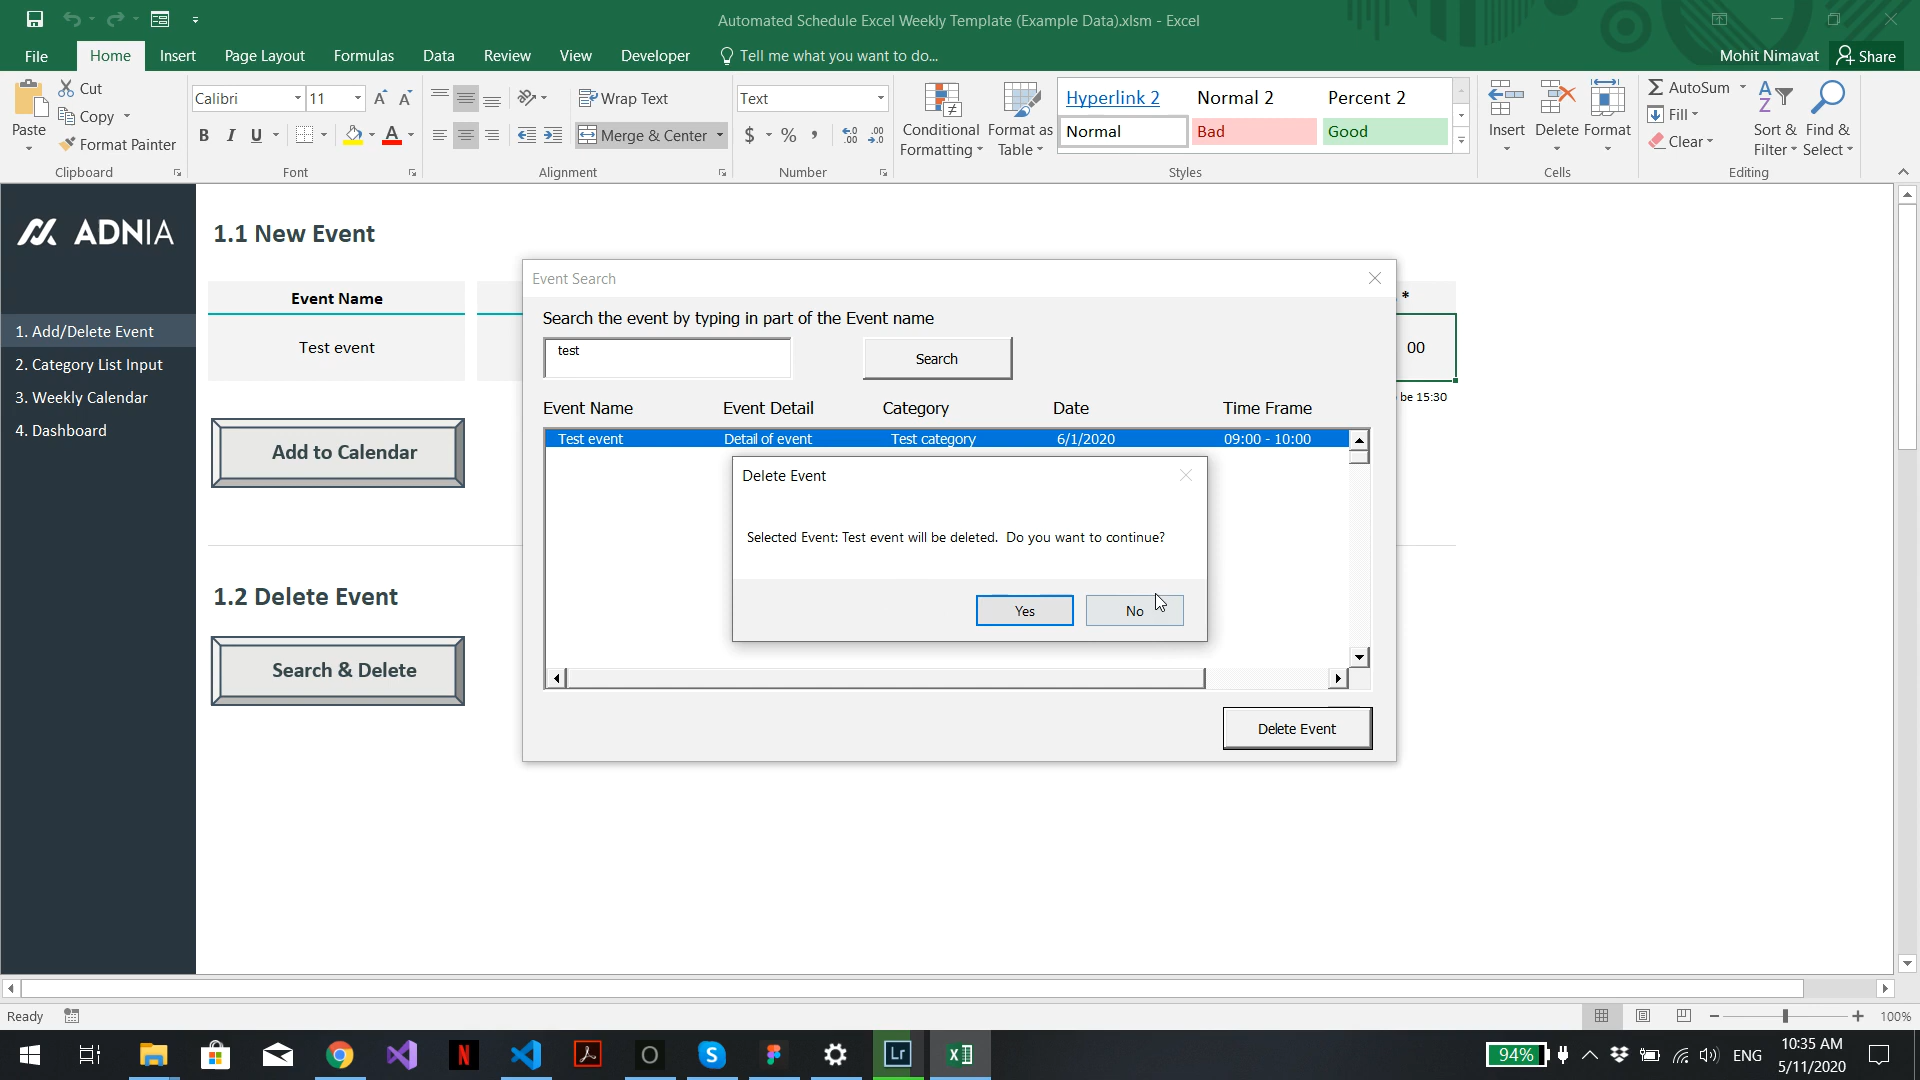 Automated Schedule Excel Weekly Template (Example Data).xlsm - Excel
File Home Insert Page Layout Formulas Data Review View Developer Tell me what you want to do... Mohit Nimavat Share
Paste Cut Copy Format Painter
Calibri 11
B I U A
Wrap Text
Merge & Center
Text
$ % ,
Conditional Formatting
Format as Table
Hyperlink 2 Normal 2 Percent 2
Normal Bad Good
Insert Delete Format
AutoSum
Fill
Clear
Sort & Filter
Find & Select
Clipboard Font Alignment Number Styles Cells Editing
ADNIA
1. Add/Delete Event
2. Category List Input
3. Weekly Calendar
4. Dashboard
1.1 New Event
Event Name
Test event
*
00
be 15:30
Add to Calendar
1.2 Delete Event
Search & Delete
Event Search
Search the event by typing in part of the Event name
test
Search
Event Name Event Detail Category Date Time Frame
Test event Detail of event Test category 6/1/2020 09:00 - 10:00
Delete Event
Selected Event: Test event will be deleted. Do you want to continue?
Yes No
Delete Event
Ready
100%
94% ENG 10:35 AM
5/11/2020